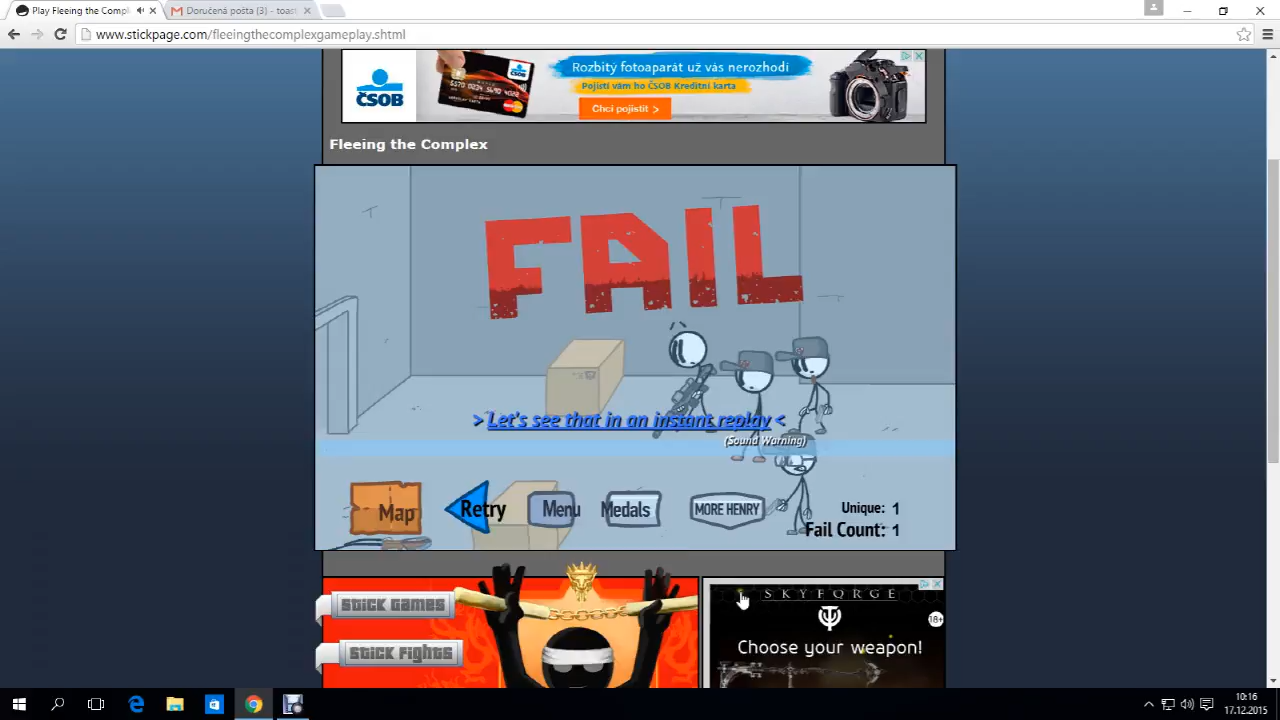 Play Fleeing the Compl
Doručená pošta (3) - toast
www.stickpage.com/fleeingthecomplexgameplay.shtml
ČSOB
Rozbitý fotoaparát už vás nerozhodí
Pojistí vám ho ČSOB Kreditní karta
Chci pojistit >
Fleeing the Complex
FAIL
> Let's see that in an instant replay <
(Sound Warning)
Map
Retry
Menu
Medals
MORE HENRY
Unique: 1
Fail Count: 1
STICK GAMES
STICK FIGHTS
SKYFORGE
18+
Choose your weapon!
10:16
17.12.2015